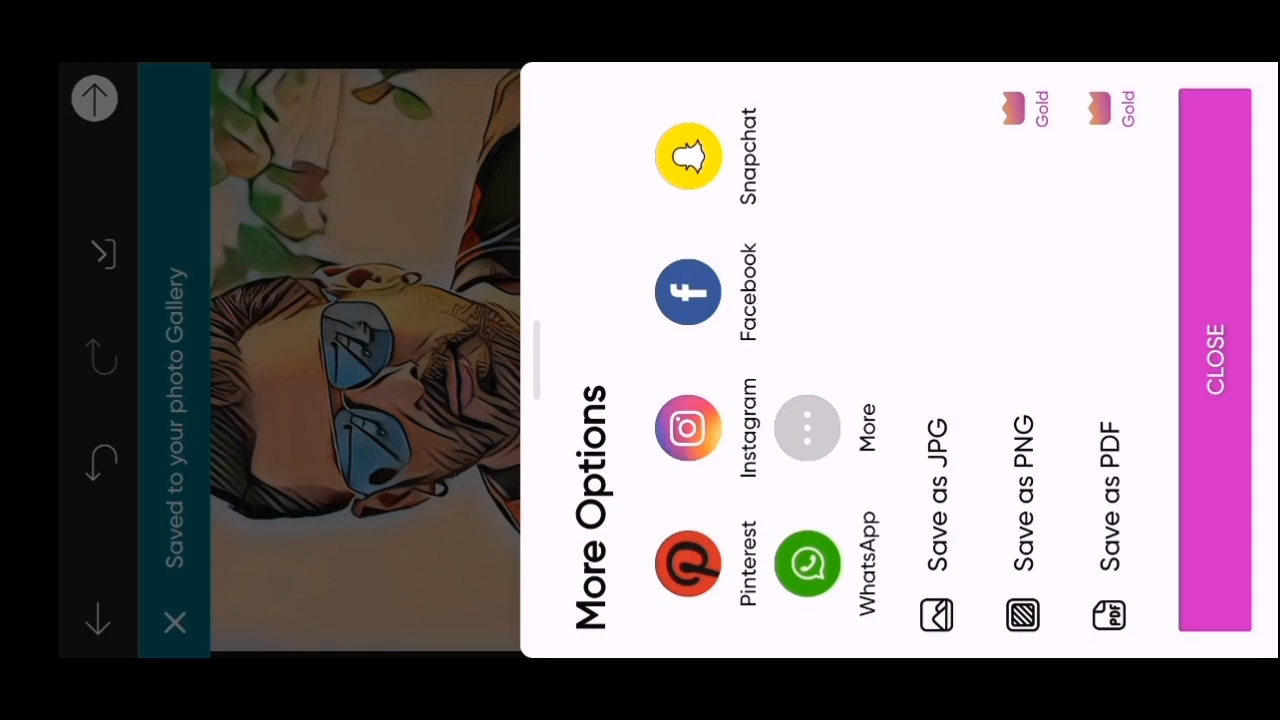 Saved to your photo Gallery
More Options
Pinterest
Instagram
Facebook
Snapchat
WhatsApp
More
Save as JPG
Save as PNG
Gold
PDF
Save as PDF
Gold
CLOSE